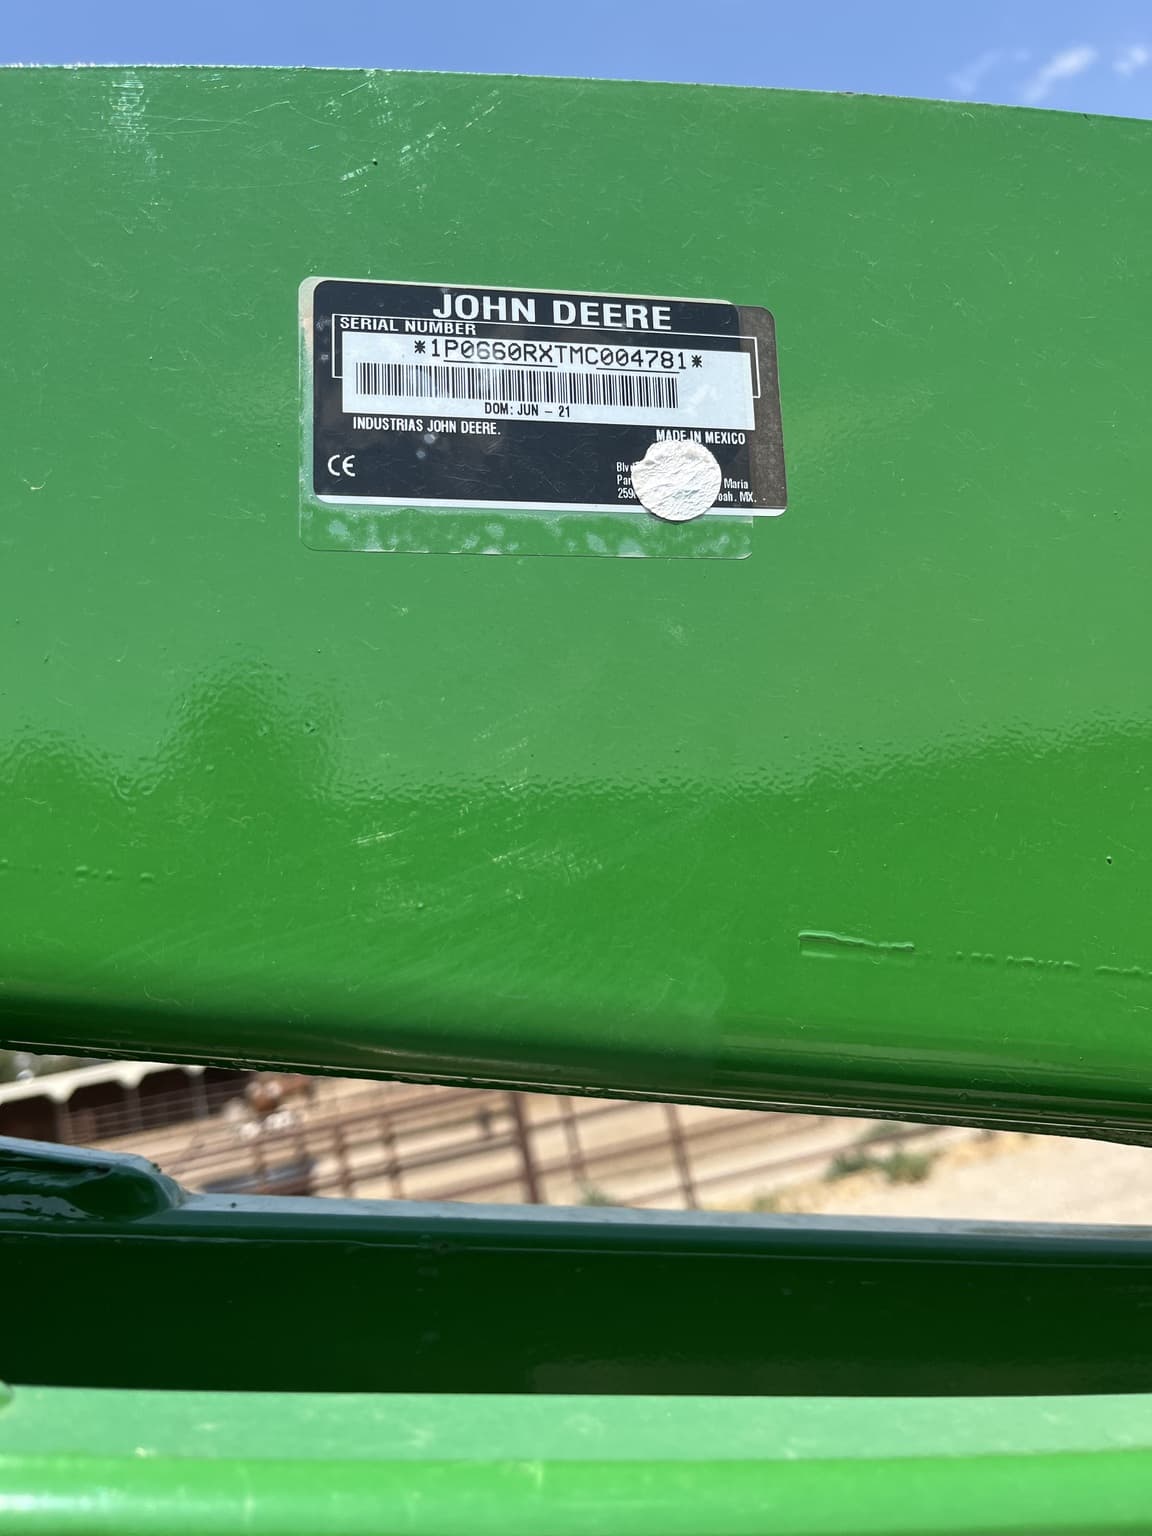 JOHN DEERE
SERIAL NUMBER
*1P0660RXTMC004781*
DOM: JUN - 21
INDUSTRIAS JOHN DEERE.
MADE IN MEXICO
CE
Maria
MX.